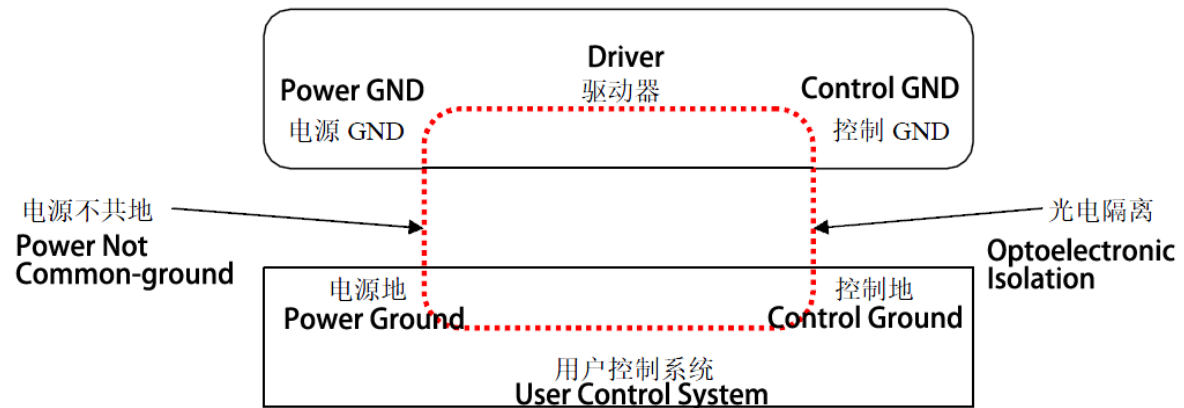 Driver
驱动器
Power GND
电源 GND
Control GND
控制 GND
电源不共地
Power Not
Common-ground
光电隔离
Optoelectronic
Isolation
电源地
Power Ground
控制地
Control Ground
用户控制系统
User Control System